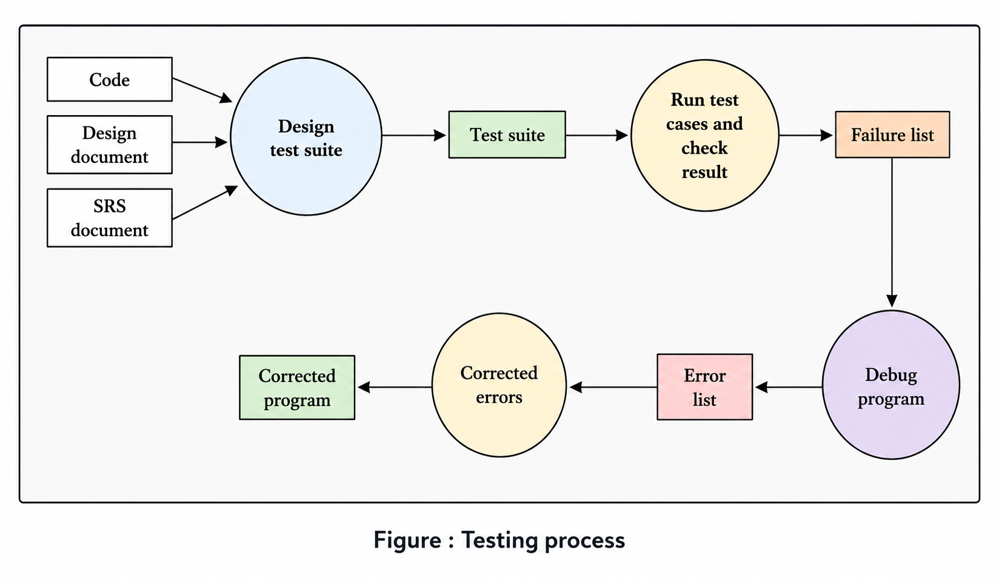 Code
Design
document
SRS
document
Design
test suite
Test suite
Run test
cases and
check
result
Failure list
Debug
program
Error
list
Corrected
errors
Corrected
program
Figure : Testing process